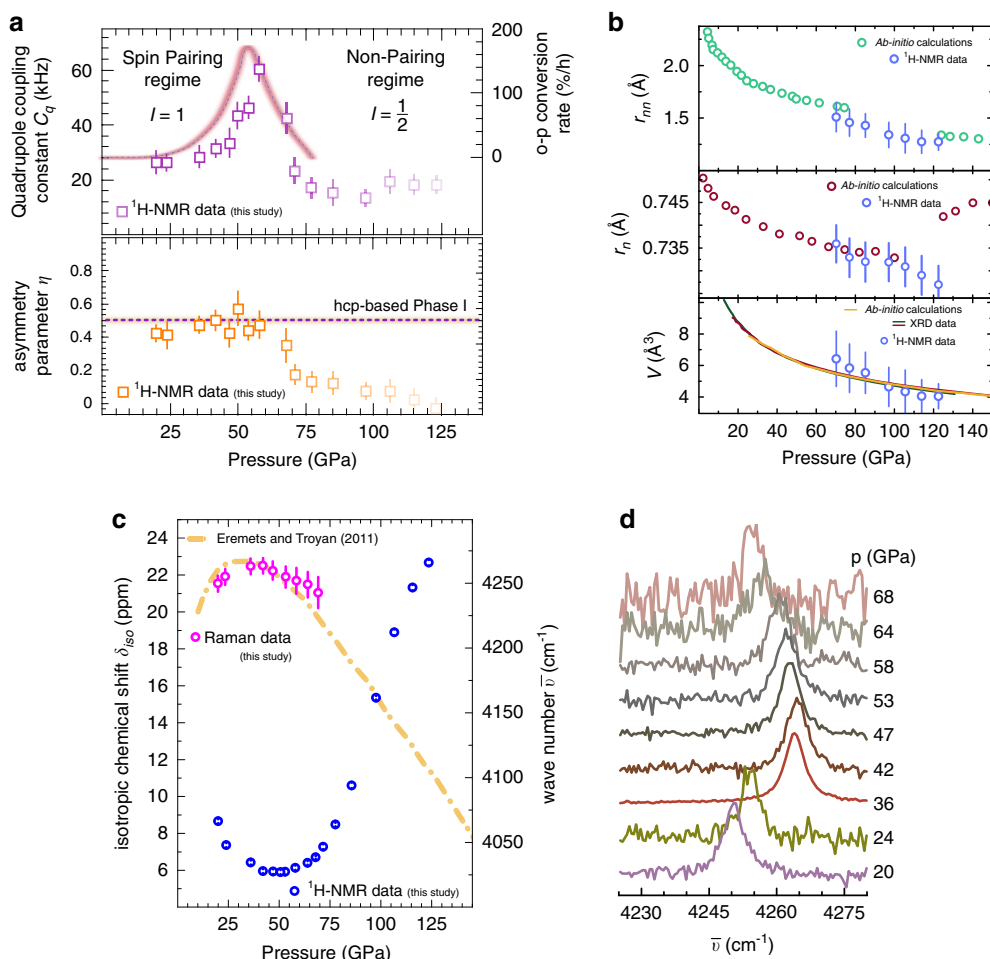 a
Quadrupole coupling
constant Cq (kHz)
80
60
40
20
Spin Pairing
regime
I = 1
Non-Pairing
regime
I = 1/2
200
100
0
o-p conversion
rate (%/h)
¹H-NMR data (this study)
asymmetry
parameter η
0.8
0.6
0.4
0.2
0
hcp-based Phase I
¹H-NMR data (this study)
25 50 75 100 125
Pressure (GPa)
b
rnn (Å)
2.0
1.5
Ab-initio calculations
¹H-NMR data
rn (Å)
0.745
0.735
Ab-initio calculations
¹H-NMR data
V (Å³)
8
6
4
Ab-initio calculations
XRD data
¹H-NMR data
20 40 60 80 100 120 140
Pressure (GPa)
c
isotropic chemical shift δiso (ppm)
24
22
20
18
16
14
12
10
8
6
Eremets and Troyan (2011)
Raman data
(this study)
¹H-NMR data (this study)
4250
4200
4150
4100
4050
wave number ν̅ (cm⁻¹)
25 50 75 100 125
Pressure (GPa)
d
p (GPa)
68
64
58
53
47
42
36
24
20
4230 4245 4260 4275
ν̅ (cm⁻¹)